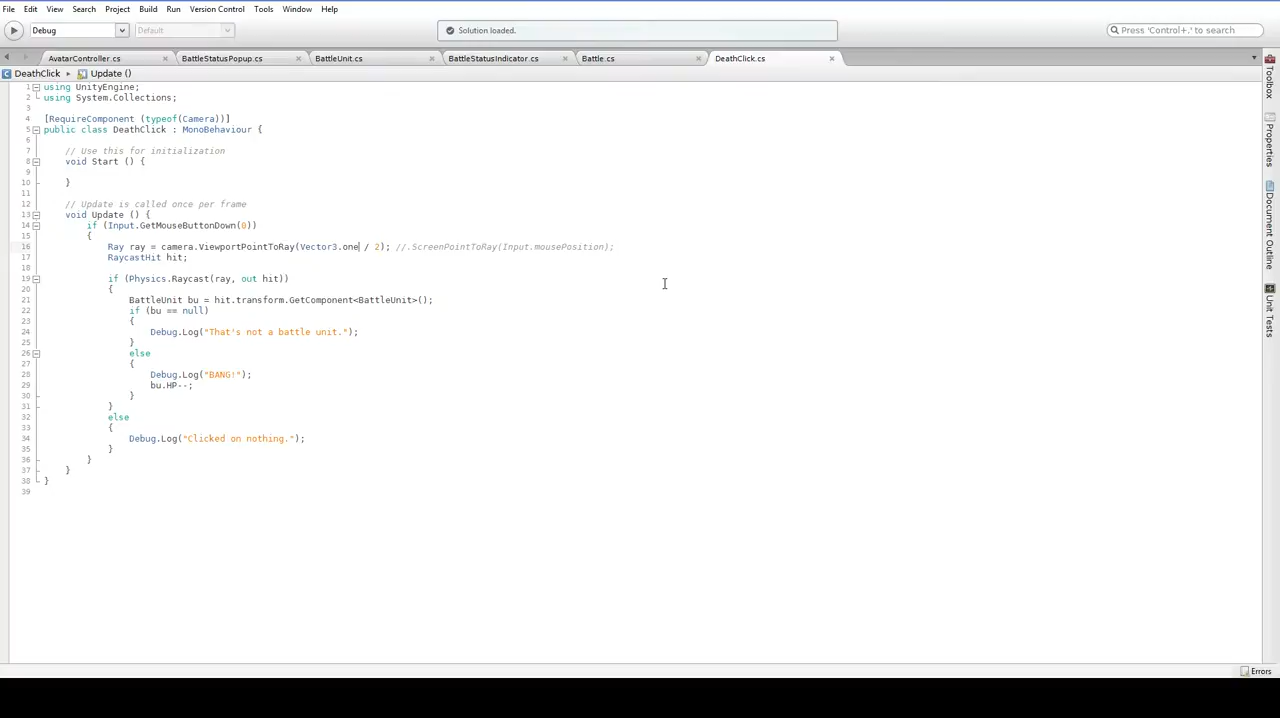 File Edit View Search Project Build Run Version Control Tools Window Help
Debug Default Solution loaded. Press 'Control+,' to search
AvatarController.cs BattleStatusPopup.cs BattleUnit.cs BattleStatusIndicator.cs Battle.cs DeathClick.cs
DeathClick Update ()
1 using UnityEngine;
2 using System.Collections;
3
4 [RequireComponent (typeof(Camera))]
5 public class DeathClick : MonoBehaviour {
6
7 // Use this for initialization
8 void Start () {
9
10 }
11
12 // Update is called once per frame
13 void Update () {
14 if (Input.GetMouseButtonDown(0))
15 {
16 Ray ray = camera.ViewportPointToRay(Vector3.one / 2); //.ScreenPointToRay(Input.mousePosition);
17 RaycastHit hit;
18
19 if (Physics.Raycast(ray, out hit))
20 {
21 BattleUnit bu = hit.transform.GetComponent<BattleUnit>();
22 if (bu == null)
23 {
24 Debug.Log("That's not a battle unit.");
25 }
26 else
27 {
28 Debug.Log("BANG!");
29 bu.HP--;
30 }
31 }
32 else
33 {
34 Debug.Log("Clicked on nothing.");
35 }
36 }
37 }
38 }
39
Toolbox
Properties
Document Outline
Unit Tests
Errors